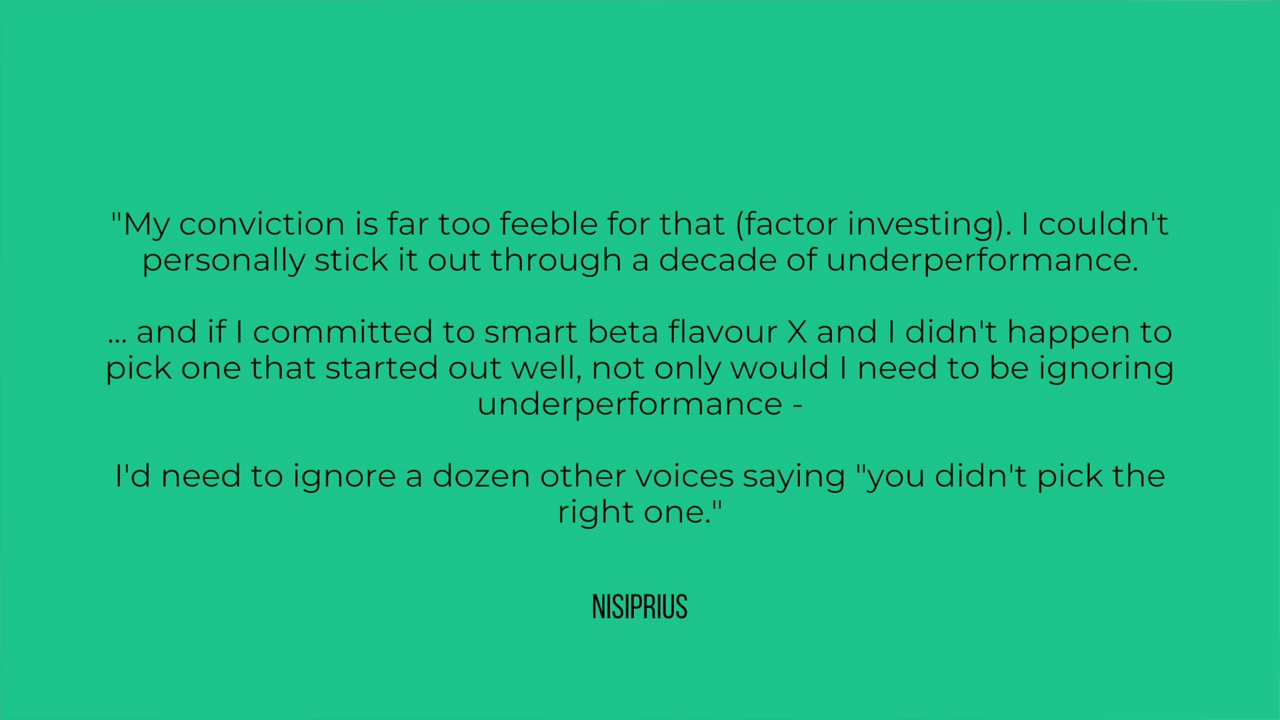 "My conviction is far too feeble for that (factor investing). I couldn't
personally stick it out through a decade of underperformance.
... and if I committed to smart beta flavour X and I didn't happen to
pick one that started out well, not only would I need to be ignoring
underperformance -
I'd need to ignore a dozen other voices saying "you didn't pick the
right one."
NISIPRIUS